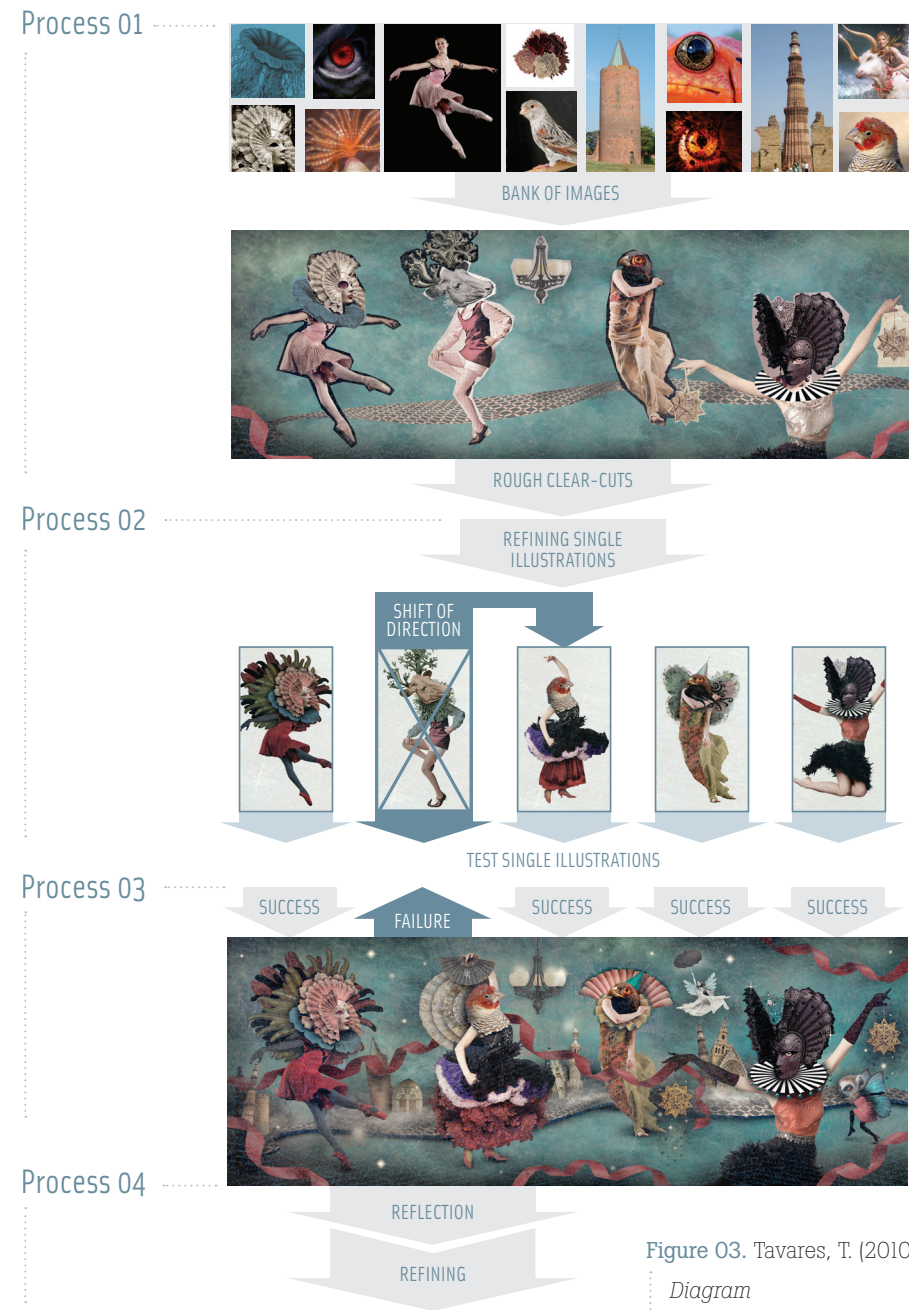 Process 01
BANK OF IMAGES
ROUGH CLEAR-CUTS
Process 02
REFINING SINGLE
ILLUSTRATIONS
SHIFT OF
DIRECTION
TEST SINGLE ILLUSTRATIONS
Process 03
SUCCESS
FAILURE
SUCCESS
SUCCESS
SUCCESS
Process 04
REFLECTION
REFINING
Figure 03. Tavares, T. (2010
Diagram